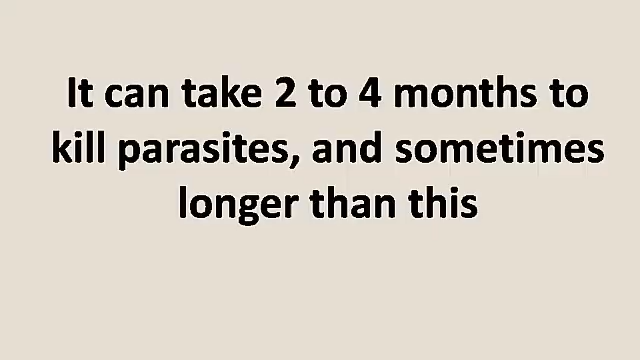 It can take 2 to 4 months to
kill parasites, and sometimes
longer than this